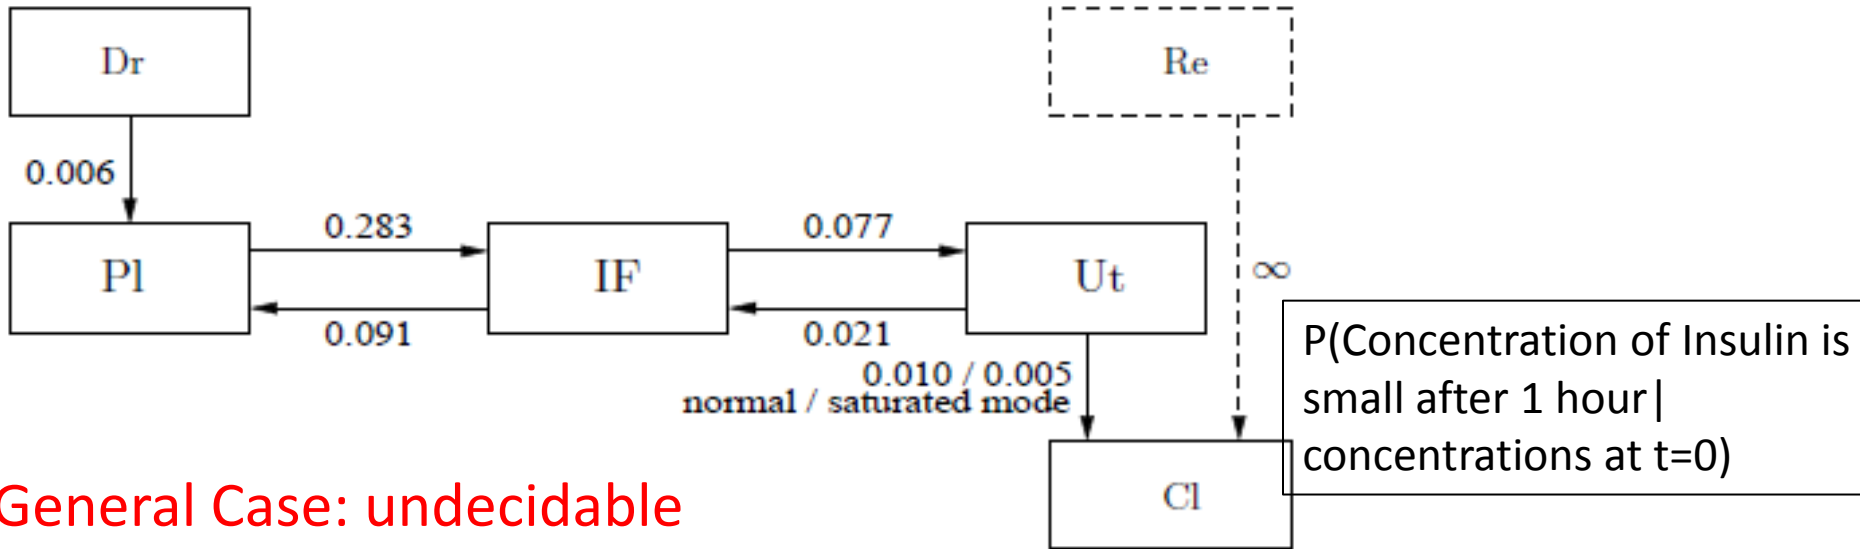 Dr
Re
0.006
0.283
0.077
Pl
IF
Ut
∞
0.091
0.021
0.010 / 0.005
normal / saturated mode
P(Concentration of Insulin is
small after 1 hour|
concentrations at t=0)
Cl
General Case: undecidable